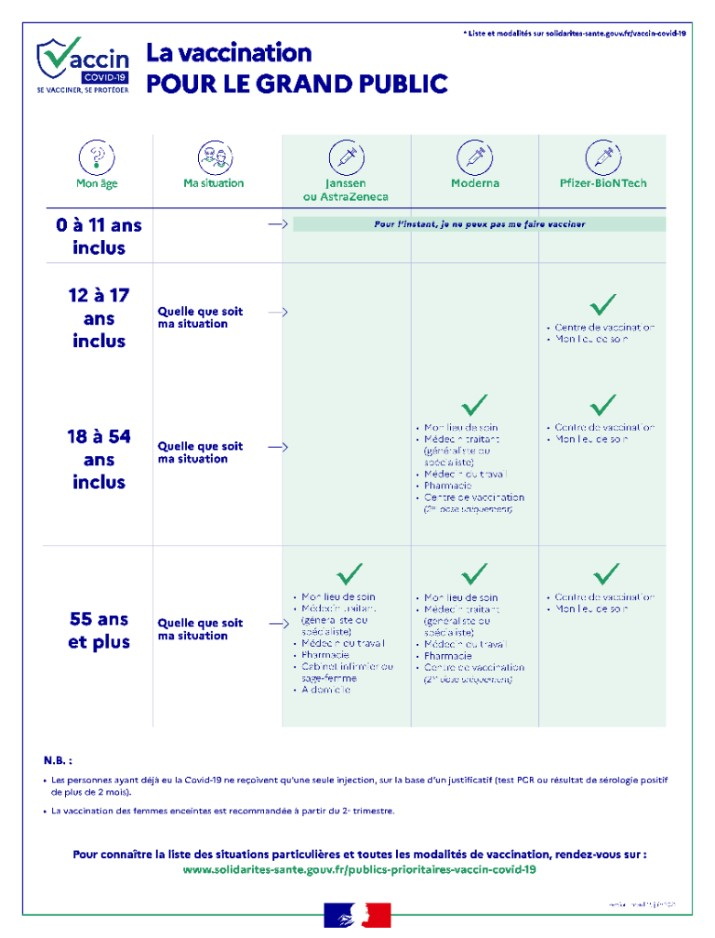 * Liste et modalités sur solidarites-sante.gouv.fr/vaccin-covid-19
Vaccin
COVID-19
SE VACCINER, SE PROTÉGER
La vaccination
POUR LE GRAND PUBLIC
Mon âge
Ma situation
Janssen
ou AstraZeneca
Moderna
Pfizer-BioNTech
0 à 11 ans
inclus
Pour l'instant, je ne peux pas me faire vacciner
12 à 17
ans
inclus
Quelle que soit
ma situation
• Centre de vaccination
• Mon lieu de soin
18 à 54
ans
inclus
Quelle que soit
ma situation
• Mon lieu de soin
• Médecin traitant
(généraliste ou
spécialiste)
• Médecin du travail
• Pharmacie
• Centre de vaccination
(2de dose uniquement)
• Centre de vaccination
• Mon lieu de soin
55 ans
et plus
Quelle que soit
ma situation
• Mon lieu de soin
• Médecin traitant
(généraliste ou
spécialiste)
• Médecin du travail
• Pharmacie
• Cabinet infirmier ou
sage-femme
• A domicile
• Mon lieu de soin
• Médecin traitant
(généraliste ou
spécialiste)
• Médecin du travail
• Pharmacie
• Centre de vaccination
(2de dose uniquement)
• Centre de vaccination
• Mon lieu de soin
N.B. :
• Les personnes ayant déjà eu la Covid-19 ne reçoivent qu'une seule injection, sur la base d'un justificatif (test PCR ou résultat de sérologie positif
de plus de 2 mois).
• La vaccination des femmes enceintes est recommandée à partir du 2e trimestre.
Pour connaître la liste des situations particulières et toutes les modalités de vaccination, rendez-vous sur :
www.solidarites-sante.gouv.fr/publics-prioritaires-vaccin-covid-19